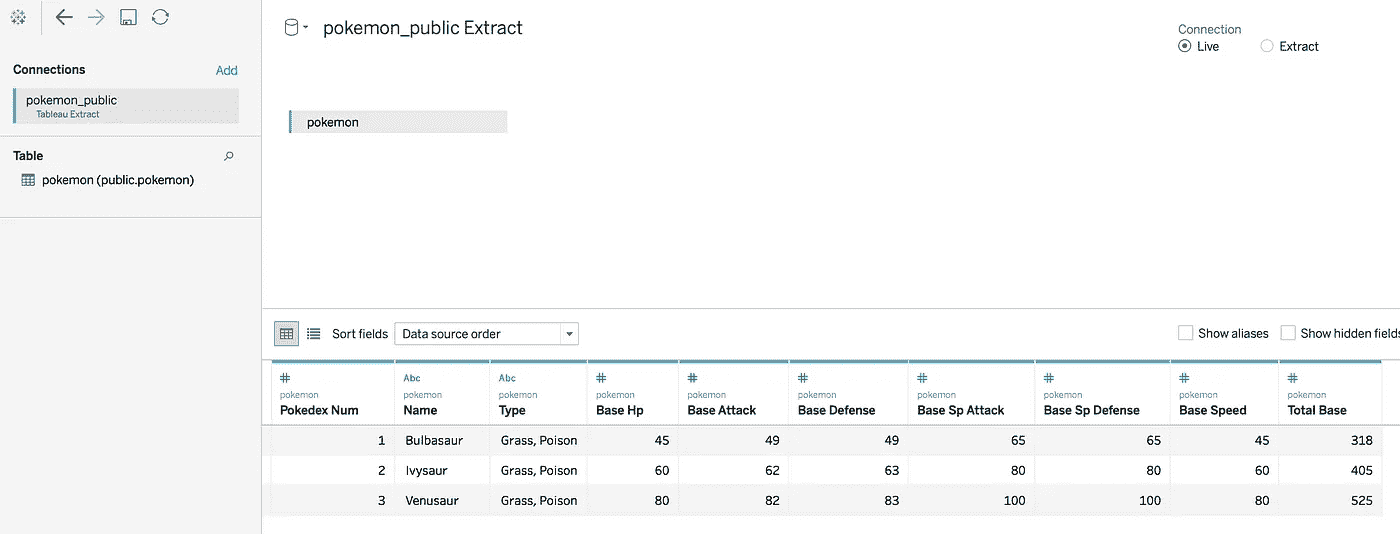 pokemon_public Extract
Connection
Live Extract
Connections Add
pokemon_public
Tableau Extract
pokemon
Table
pokemon (public.pokemon)
Sort fields Data source order Show aliases Show hidden fields
# Abc Abc # # # # # # #
pokemon pokemon pokemon pokemon pokemon pokemon pokemon pokemon pokemon pokemon
Pokedex Num Name Type Base Hp Base Attack Base Defense Base Sp Attack Base Sp Defense Base Speed Total Base
1 Bulbasaur Grass, Poison 45 49 49 65 65 45 318
2 Ivysaur Grass, Poison 60 62 63 80 80 60 405
3 Venusaur Grass, Poison 80 82 83 100 100 80 525